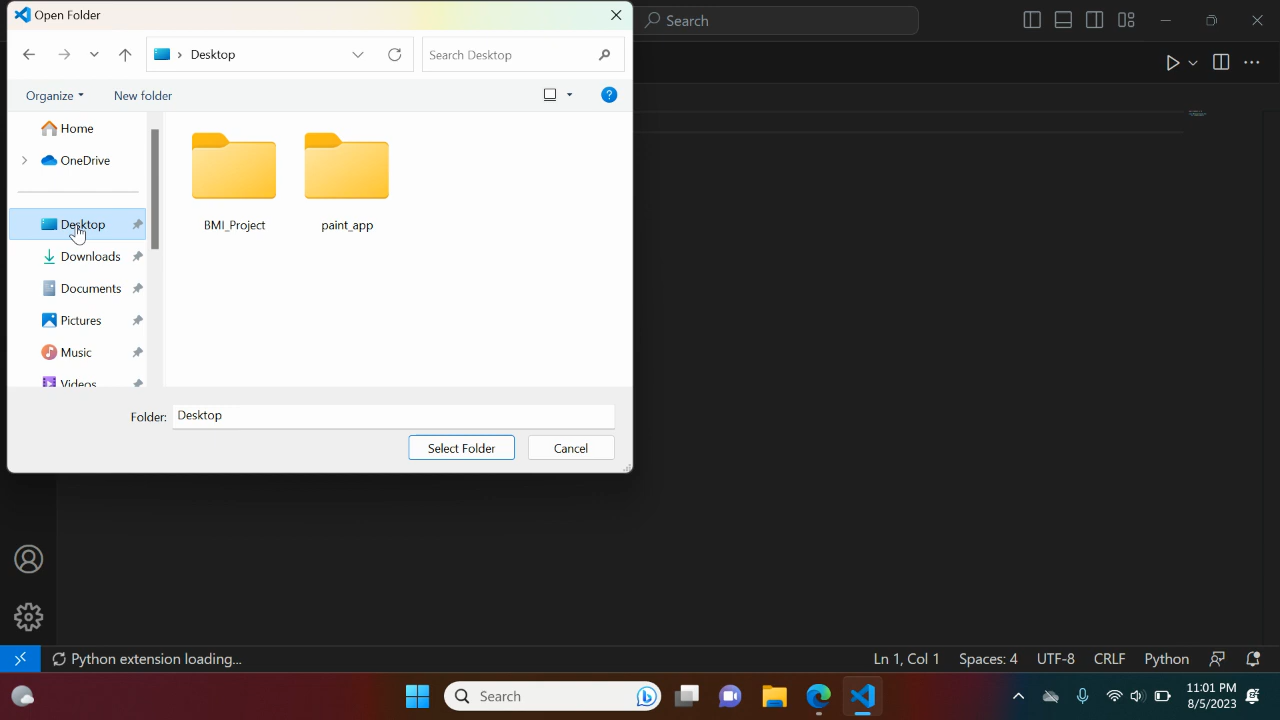 Open Folder
Search
Desktop
Search Desktop
Organize
New folder
Home
OneDrive
Desktop
Downloads
Documents
Pictures
Music
Videos
BMI_Project
paint_app
Folder:
Desktop
Select Folder
Cancel
Python extension loading...
Ln 1, Col 1
Spaces: 4
UTF-8
CRLF
Python
Search
11:01 PM
8/5/2023